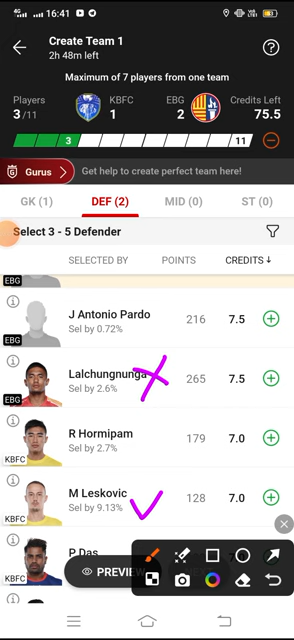 4G 16:41
Create Team 1
2h 48m left
Maximum of 7 players from one team
Players KBFC EBG Credits Left
3/11 1 2 75.5
3 11
Gurus Get help to create perfect team here!
GK (1) DEF (2) MID (0) ST (0)
Select 3 - 5 Defender
SELECTED BY POINTS CREDITS
EBG
J Antonio Pardo
Sel by 0.72%
216 7.5
EBG
Lalchungnunga
Sel by 2.6%
265 7.5
EBG
R Hormipam
Sel by 2.7%
179 7.0
KBFC
M Leskovic
Sel by 9.13%
128 7.0
KBFC
P Das
PREVIEW
KBFC